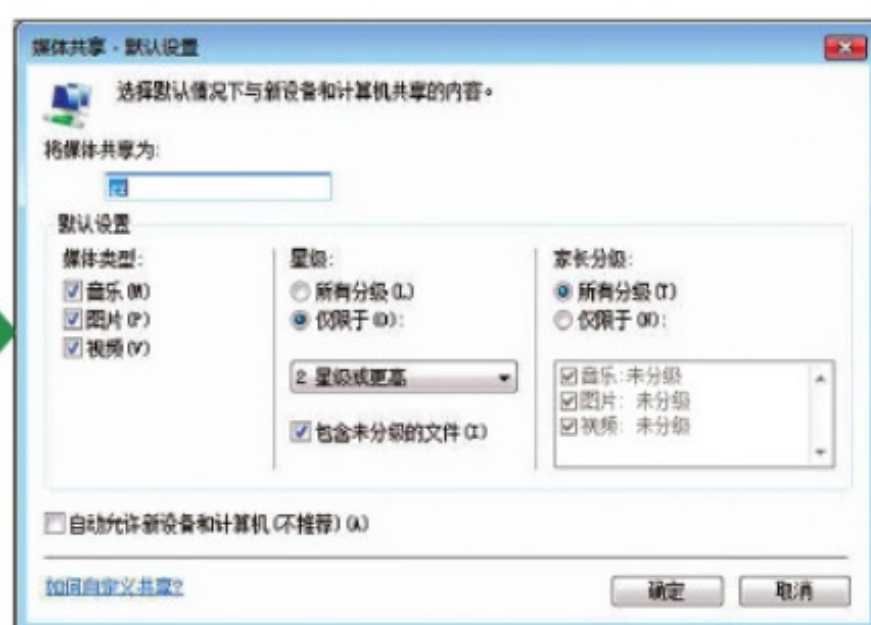 媒体共享 - 默认设置
选择默认情况下与新设备和计算机共享的内容。
将媒体共享为:
默认设置
媒体类型:
音乐(M)
图片(P)
视频(V)
星级:
所有分级(L)
仅限于(O):
2 星级或更高
包含未分级的文件(I)
家长分级:
所有分级(T)
仅限于(N):
音乐:未分级
图片: 未分级
视频: 未分级
自动允许新设备和计算机(不推荐)(A)
如何自定义共享?
确定
取消